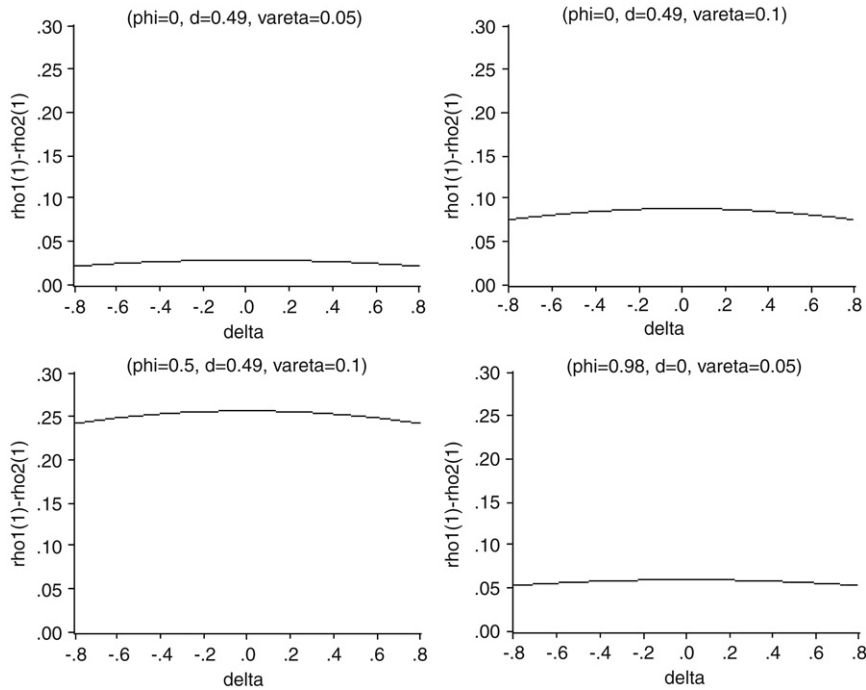 (phi=0, d=0.49, vareta=0.05)
rho1(1)-rho2(1)
.30
.25
.20
.15
.10
.05
.00
-.8 -.6 -.4 -.2 .0 .2 .4 .6 .8
delta
(phi=0, d=0.49, vareta=0.1)
rho1(1)-rho2(1)
.30
.25
.20
.15
.10
.05
.00
-.8 -.6 -.4 -.2 .0 .2 .4 .6 .8
delta
(phi=0.5, d=0.49, vareta=0.1)
rho1(1)-rho2(1)
.30
.25
.20
.15
.10
.05
.00
-.8 -.6 -.4 -.2 .0 .2 .4 .6 .8
delta
(phi=0.98, d=0, vareta=0.05)
rho1(1)-rho2(1)
.30
.25
.20
.15
.10
.05
.00
-.8 -.6 -.4 -.2 .0 .2 .4 .6 .8
delta